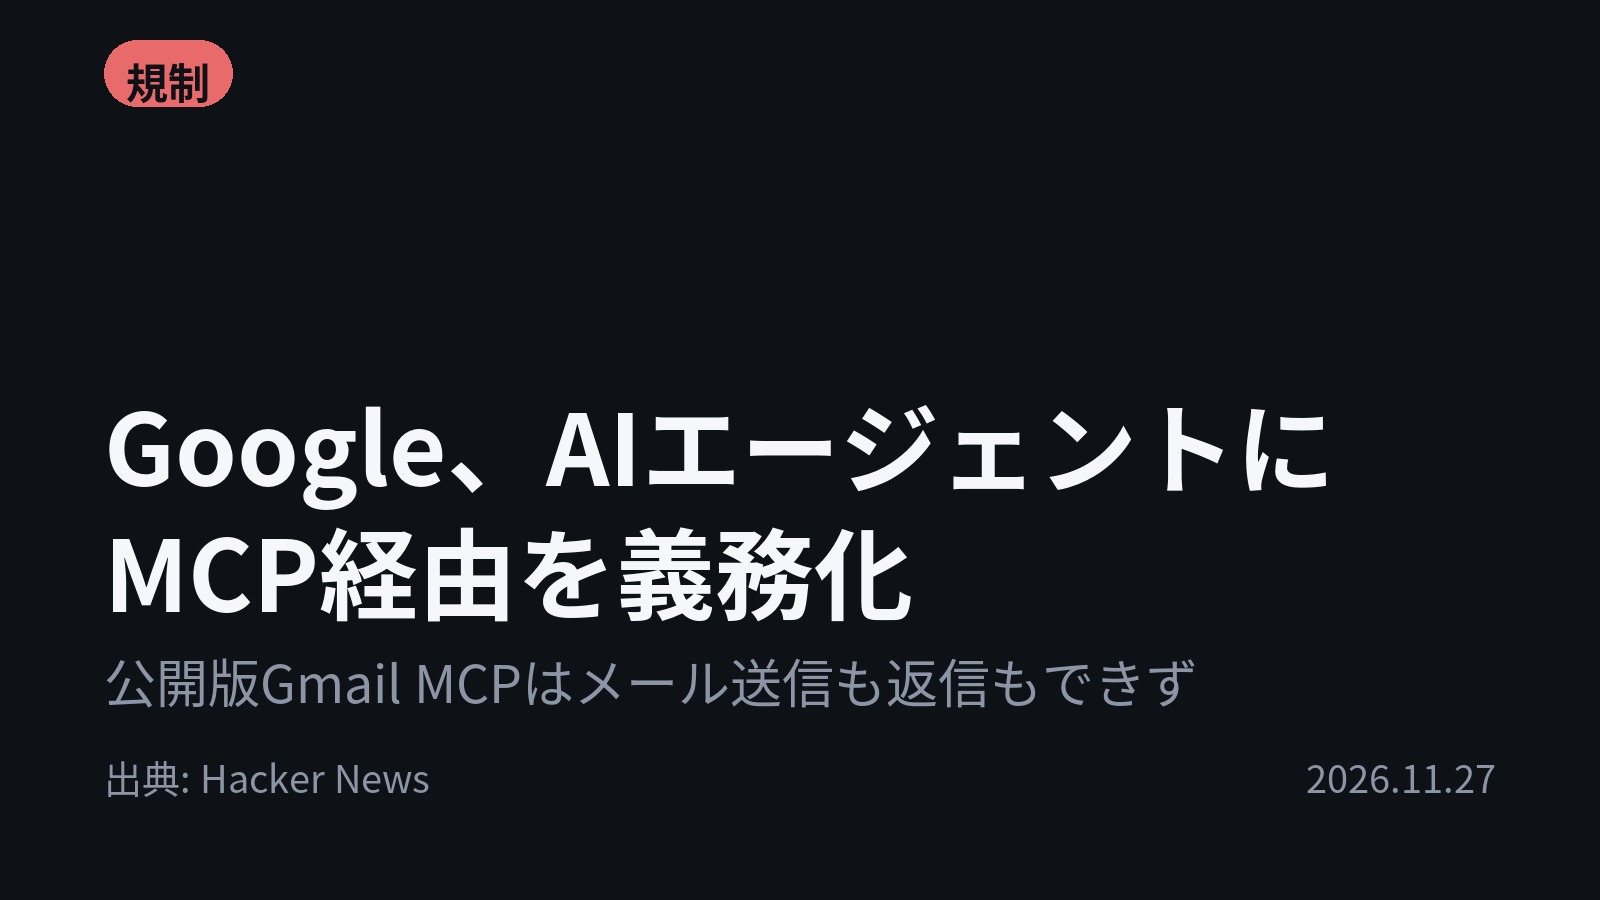 規制
Google、AIエージェントに
MCP経由を義務化
公開版Gmail MCPはメール送信も返信もできず
出典: Hacker News
2026.11.27